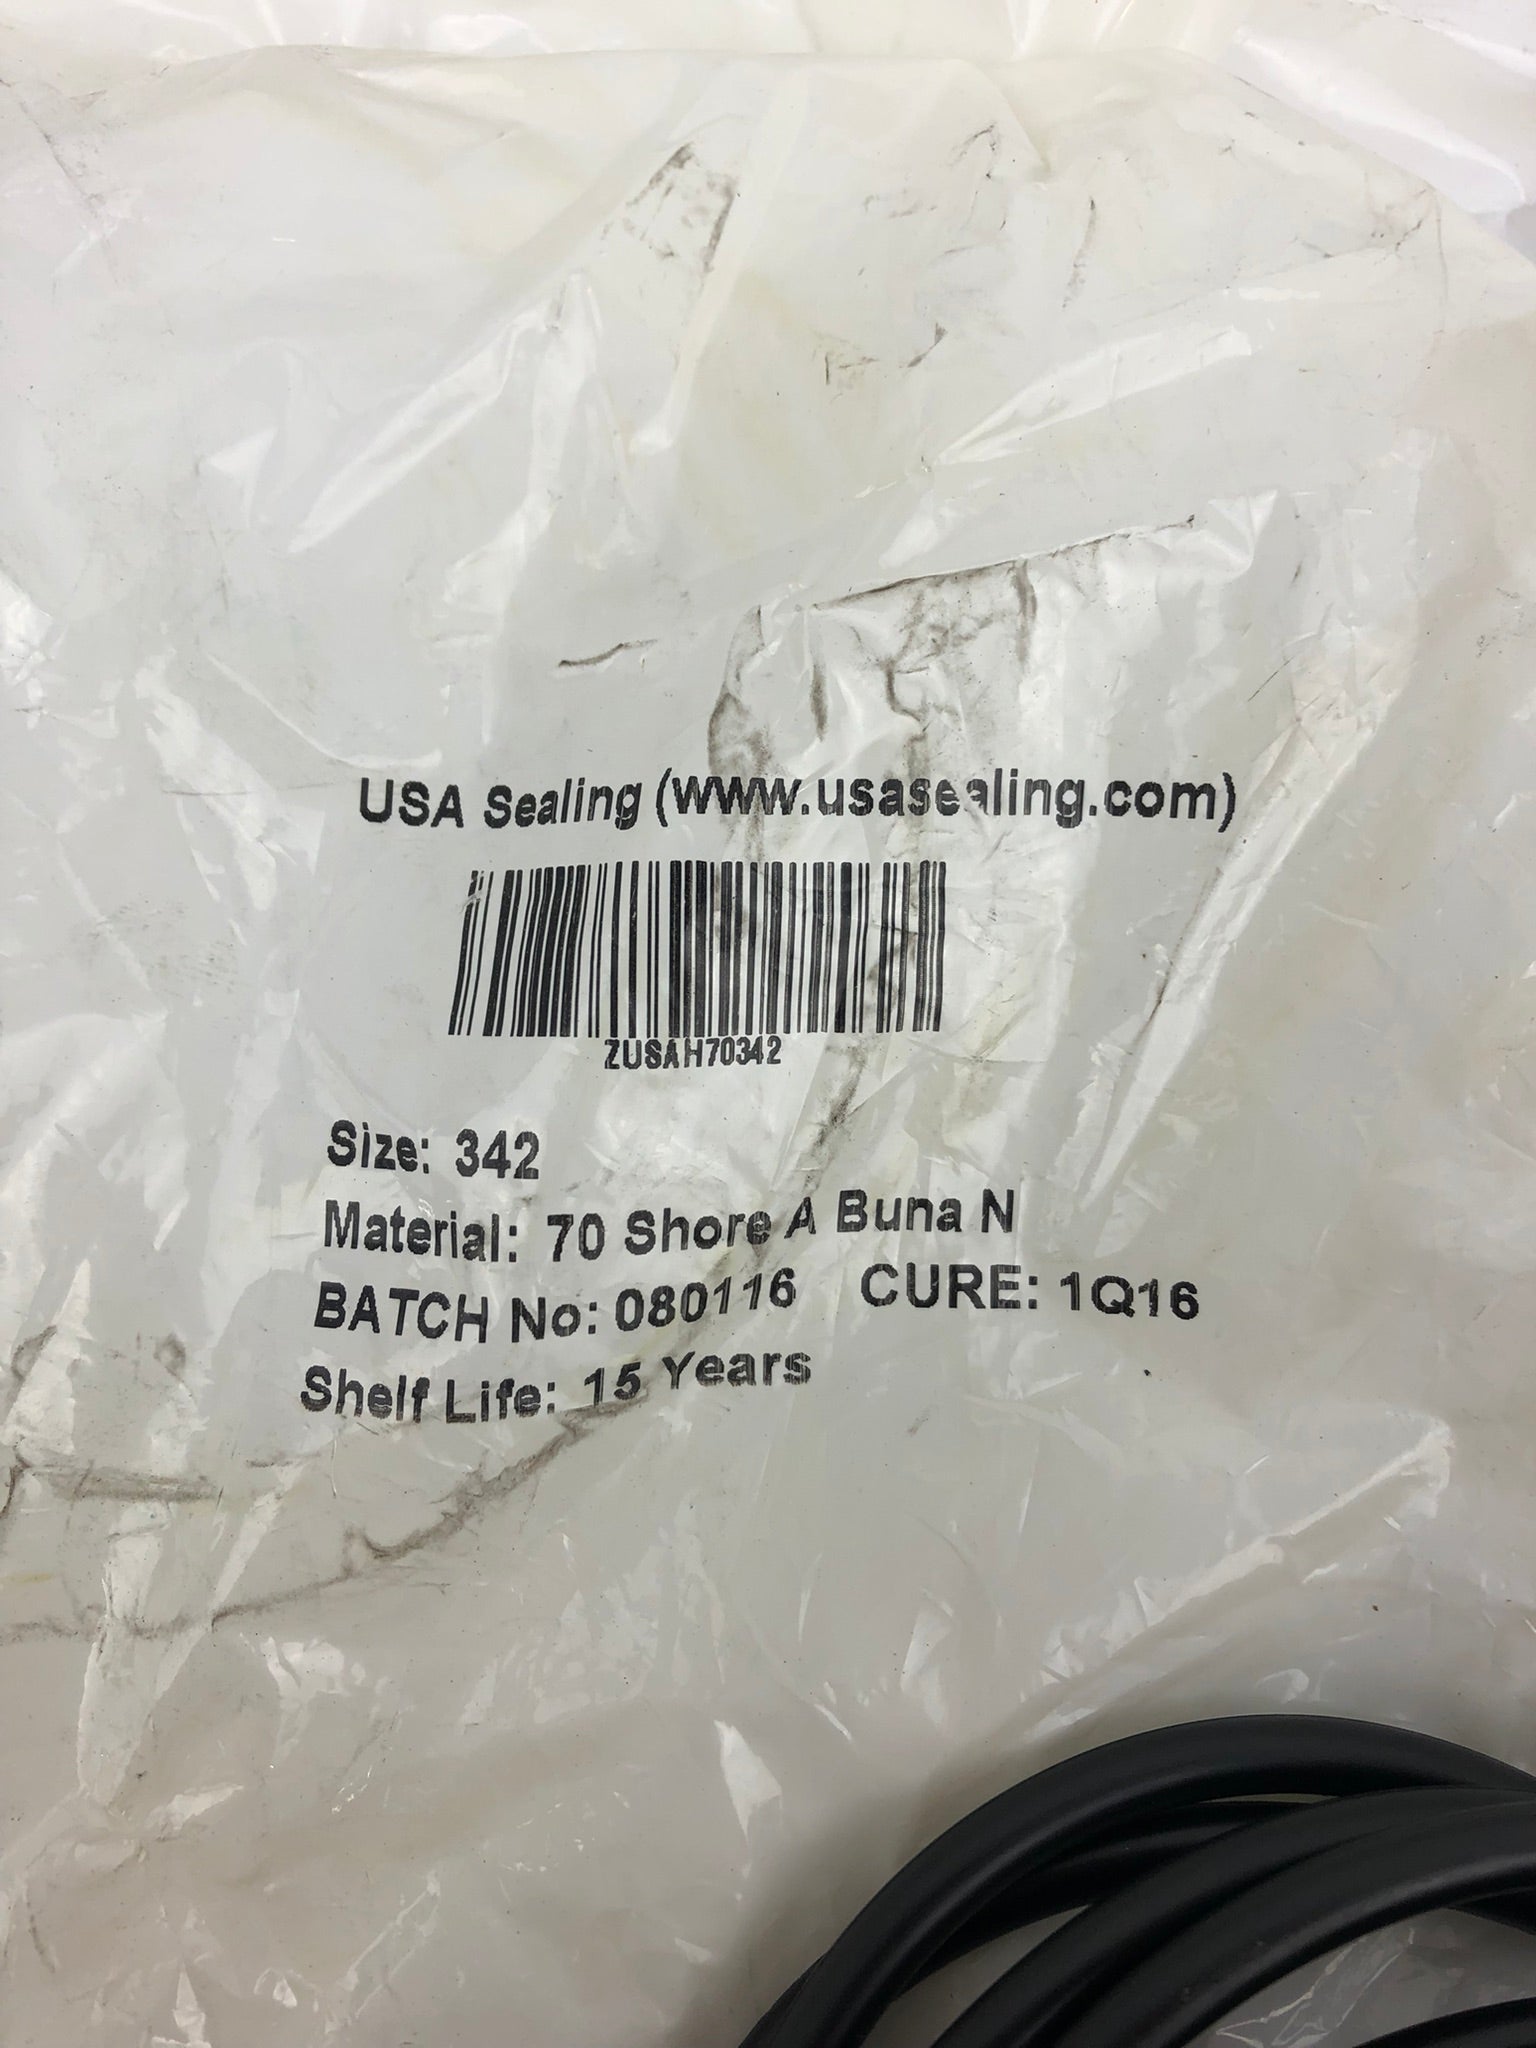 USA Sealing (www.usasealing.com)
ZUSAH70342
Size: 342
Material: 70 Shore A Buna N
BATCH No: 080116 CURE: 1Q16
Shelf Life: 15 Years